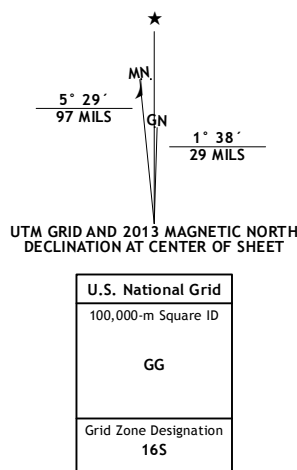 ★
MN.
5° 29´
97 MILS
GN
1° 38´
29 MILS
UTM GRID AND 2013 MAGNETIC NORTH
DECLINATION AT CENTER OF SHEET
U.S. National Grid
100,000-m Square ID
GG
Grid Zone Designation
16S